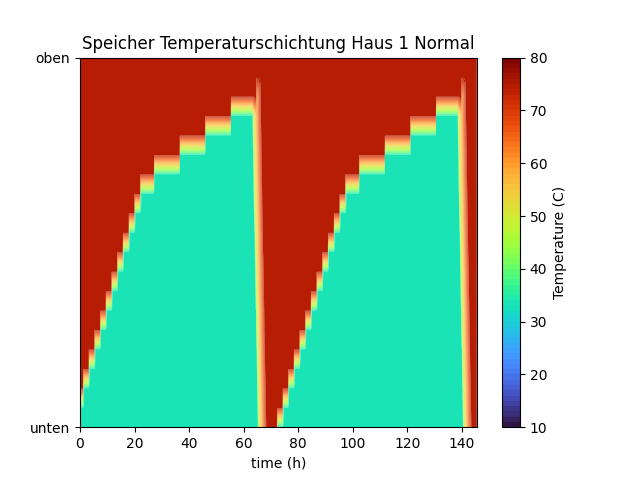 Speicher Temperaturschichtung Haus 1 Normal
oben
unten
0 20 40 60 80 100 120 140
time (h)
80
70
60
50
40
30
20
10
Temperature (C)